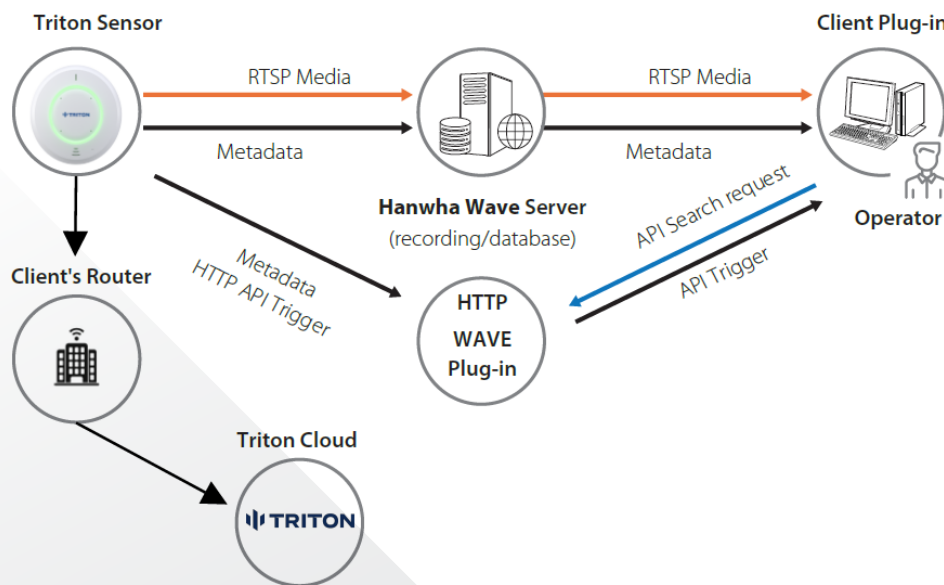 Triton Sensor
Client Plug-in
RTSP Media
RTSP Media
TRITON
Metadata
Metadata
Hanwha Wave Server
(recording/database)
API Search request
Operator
API Trigger
Client's Router
Metadata
HTTP API Trigger
HTTP
WAVE
Plug-in
Triton Cloud
TRITON